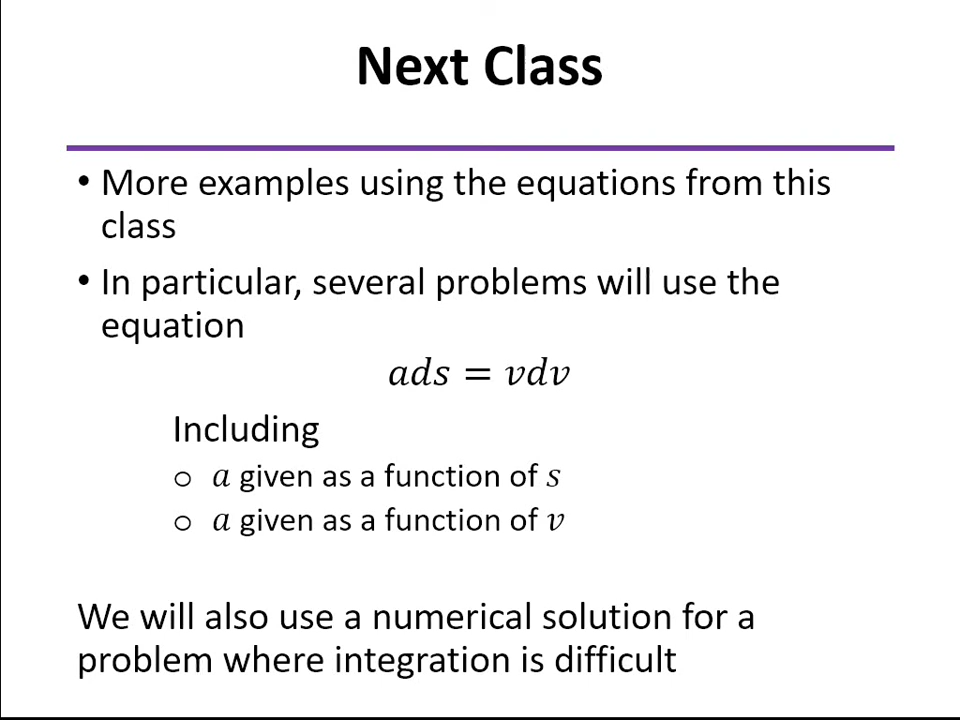 Next Class
• More examples using the equations from this
class
• In particular, several problems will use the
equation
ads = vdv
Including
o a given as a function of s
o a given as a function of v
We will also use a numerical solution for a
problem where integration is difficult